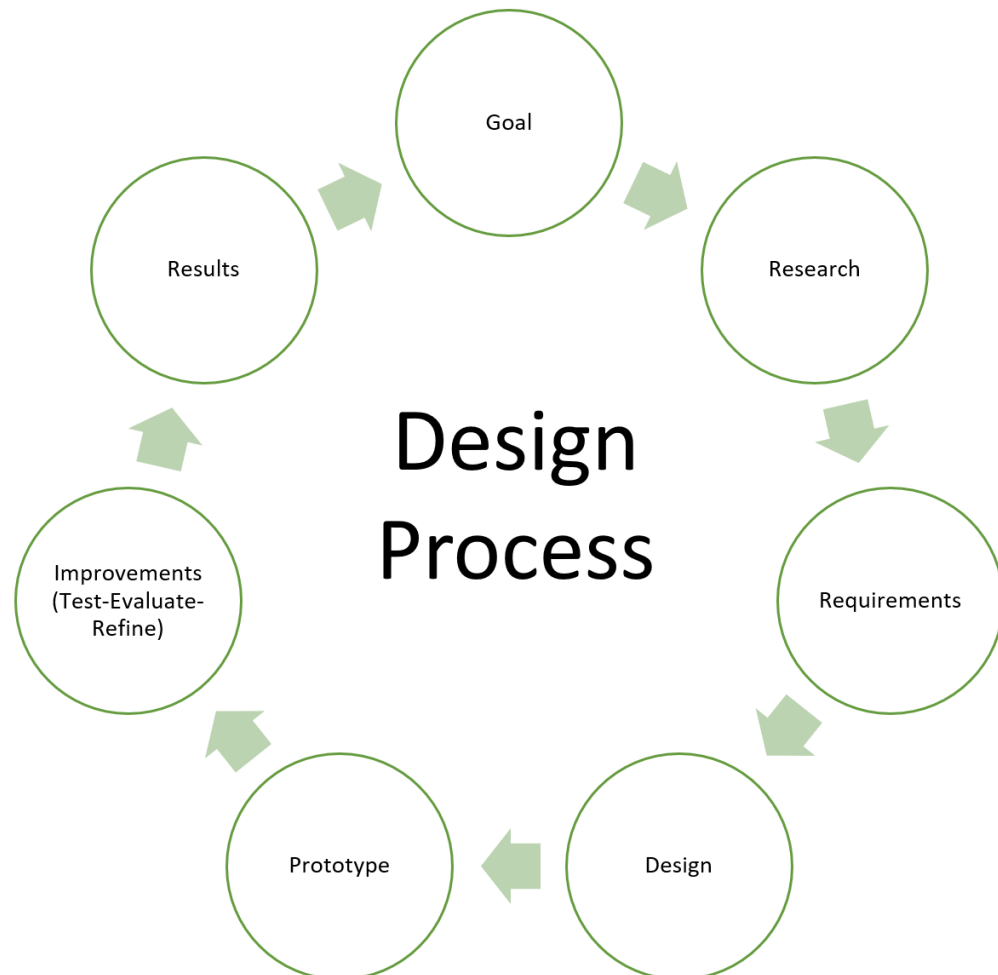 Goal
Research
Requirements
Design
Prototype
Improvements
(Test-Evaluate-
Refine)
Results
Design
Process